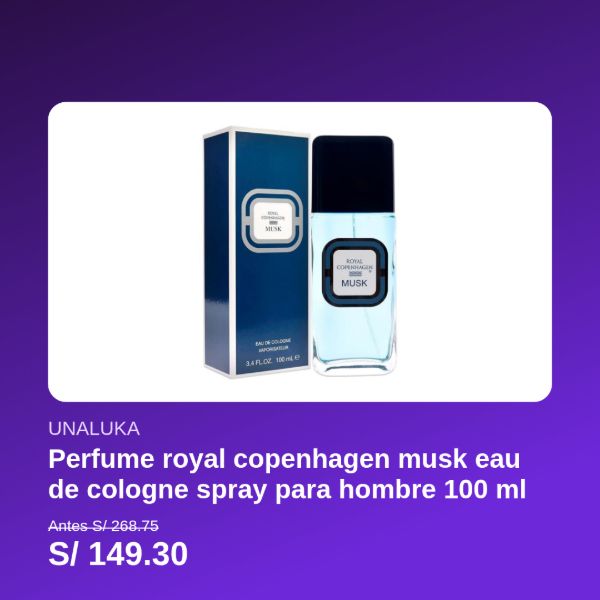 ROYAL
COPENHAGEN
MUSK
EAU DE COLOGNE
VAPORISATEUR
3.4 FL.OZ. 100 mL e
ROYAL
COPENHAGEN
MUSK
UNALUKA
Perfume royal copenhagen musk eau
de cologne spray para hombre 100 ml
Antes S/ 268.75
S/ 149.30